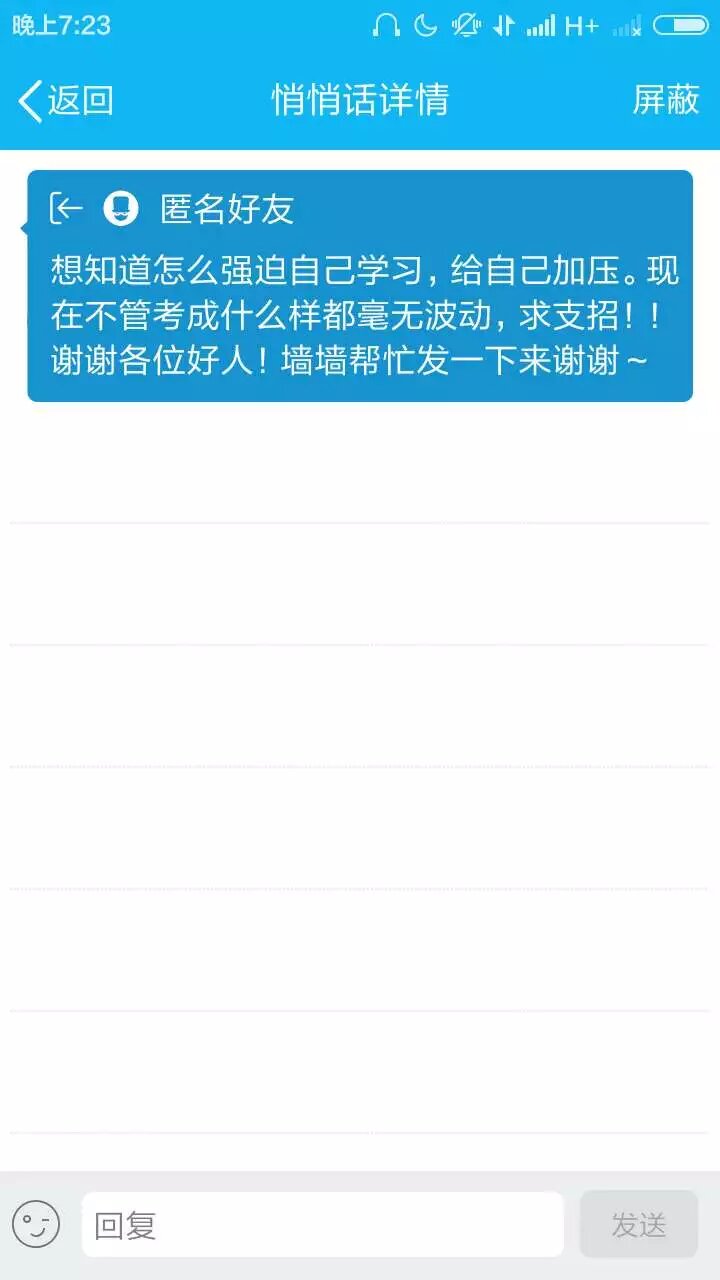 晚上7:23 H+
返回 悄悄话详情 屏蔽
匿名好友
想知道怎么强迫自己学习，给自己加压。现
在不管考成什么样都毫无波动，求支招！！
谢谢各位好人！墙墙帮忙发一下来谢谢～
回复 发送